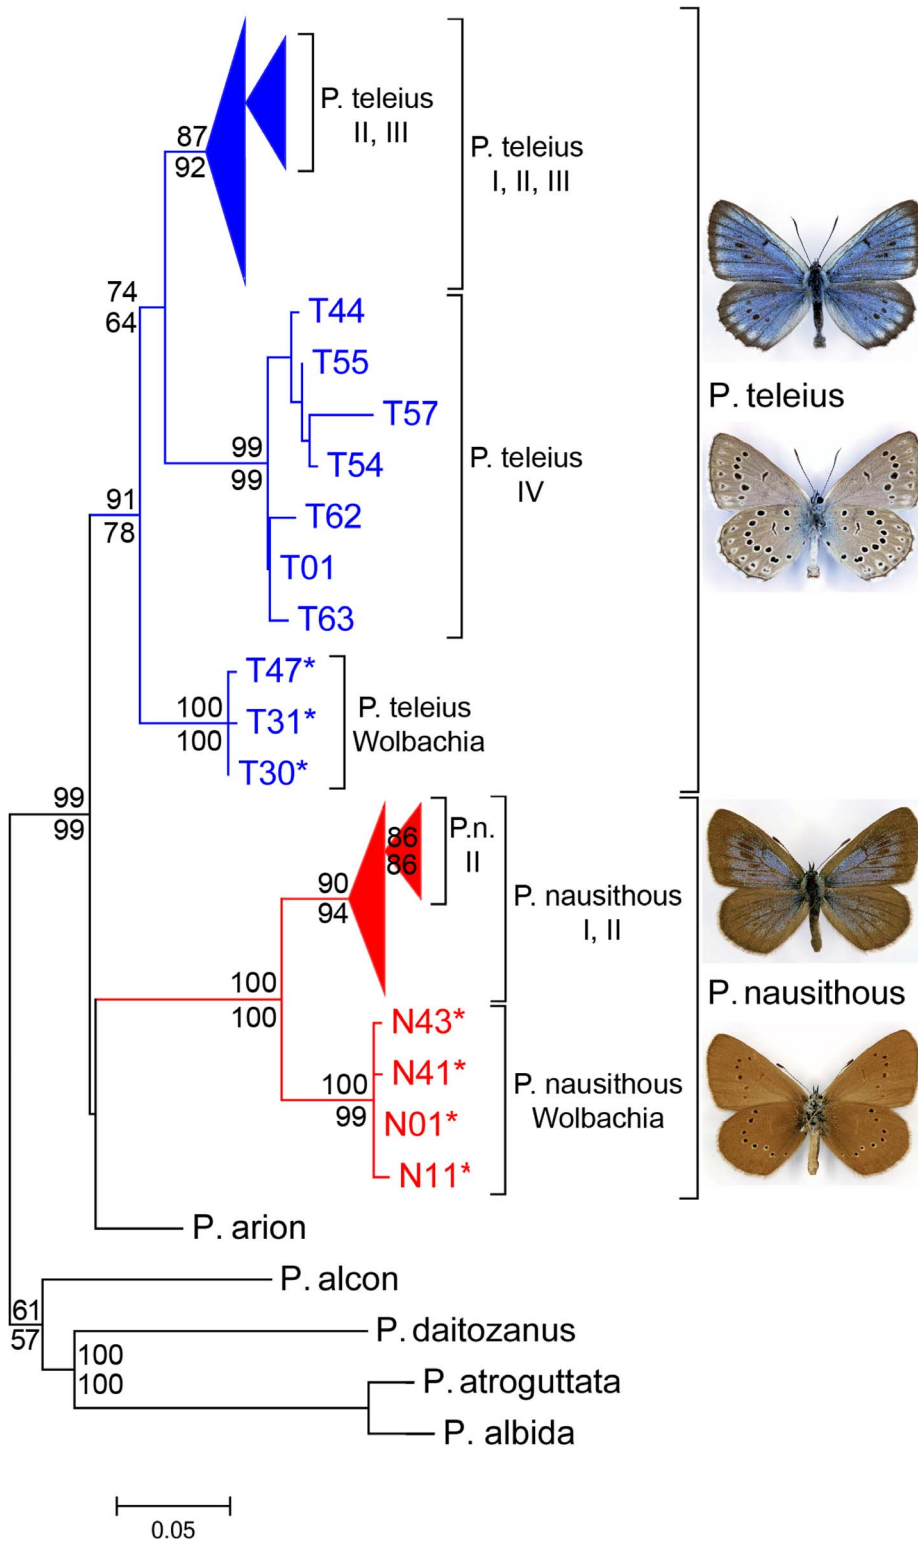 87
92
P. teleius
II, III
P. teleius
I, II, III
74
64
T44
T55
T57
T54
99
99
P. teleius
IV
T62
T01
T63
P. teleius
91
78
T47*
T31*
T30*
100
100
P. teleius
Wolbachia
99
99
86
86
P.n.
II
90
94
P. nausithous
I, II
100
100
N43*
N41*
N01*
N11*
100
99
P. nausithous
Wolbachia
P. nausithous
P. arion
P. alcon
61
57
P. daitozanus
100
100
P. atroguttata
P. albida
0.05